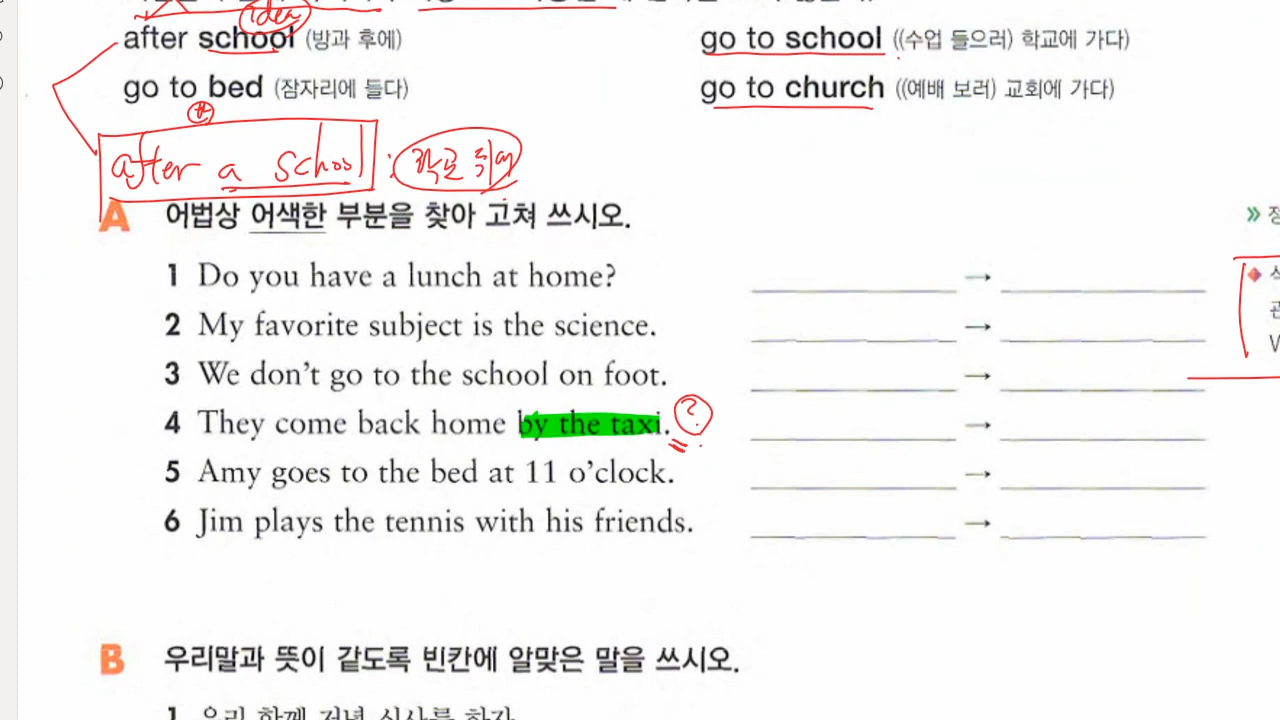 idea
after school (방과 후에)
go to school ((수업 들으러) 학교에 가다)
go to bed (잠자리에 들다)
go to church ((예배 보러) 교회에 가다)
after a school : 학교 뒤에
A 어법상 어색한 부분을 찾아 고쳐 쓰시오.
1 Do you have a lunch at home? →
2 My favorite subject is the science. →
3 We don't go to the school on foot. →
4 They come back home by the taxi. ? →
5 Amy goes to the bed at 11 o'clock. →
6 Jim plays the tennis with his friends. →
B 우리말과 뜻이 같도록 빈칸에 알맞은 말을 쓰시오.